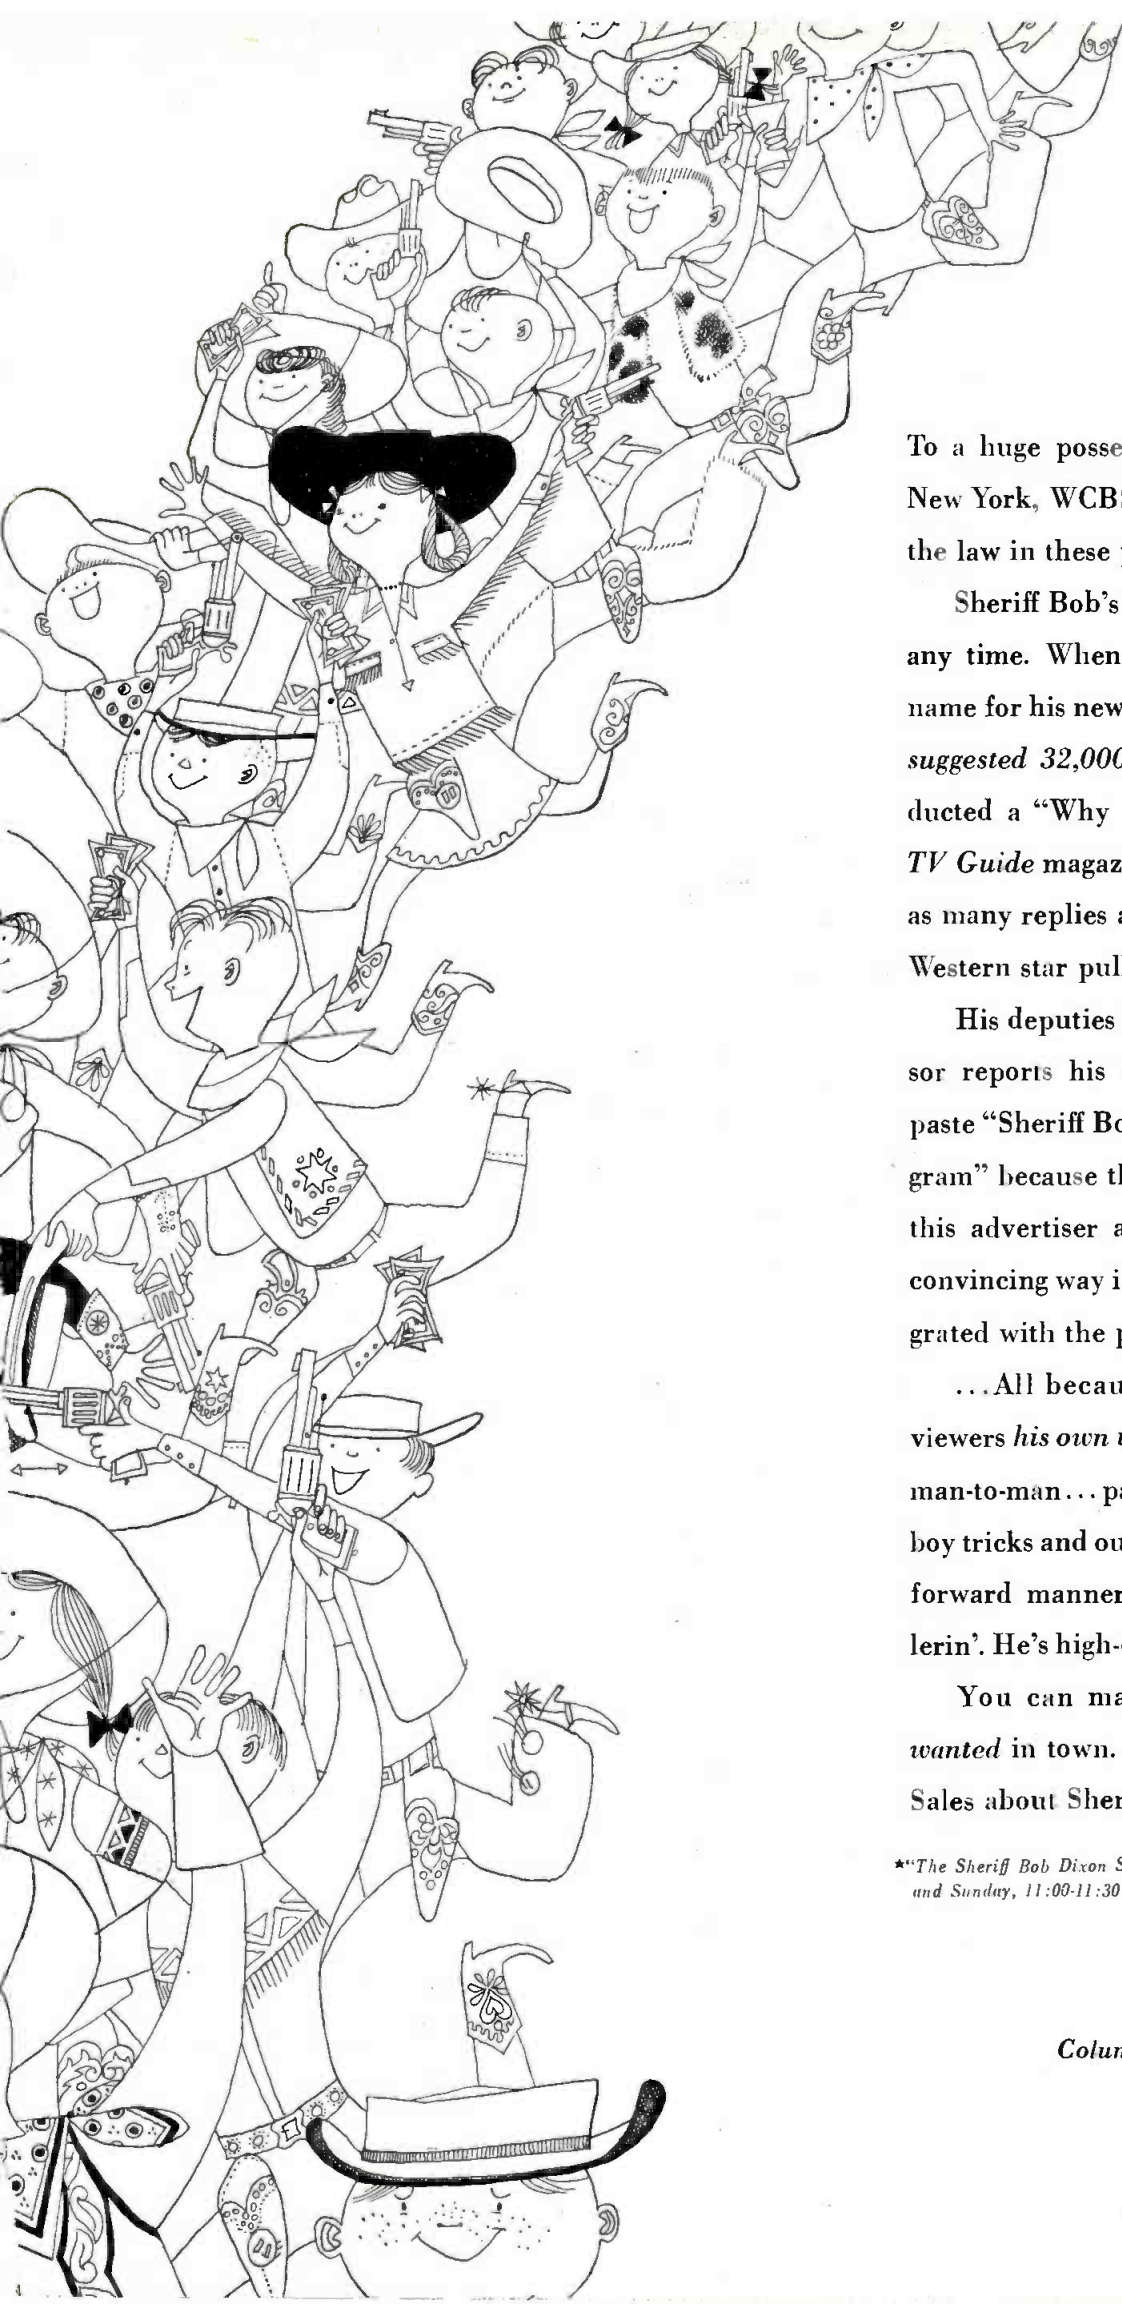 To a huge posse
New York, WCBS
the law in these
Sheriff Bob's
any time. When
name for his new
suggested 32,000
ducted a “Why
TV Guide magaz
as many replies a
Western star pull
His deputies
sor reports his
paste “Sheriff Bo
gram” because th
this advertiser a
convincing way i
grated with the p
...All becau
viewers his own
man-to-man...pa
boy tricks and ou
forward manner
lerin’. He’s high-
You can ma
wanted in town.
Sales about Sher
★“The Sheriff Bob Dixon S
and Sunday, 11:00-11:30
Colum